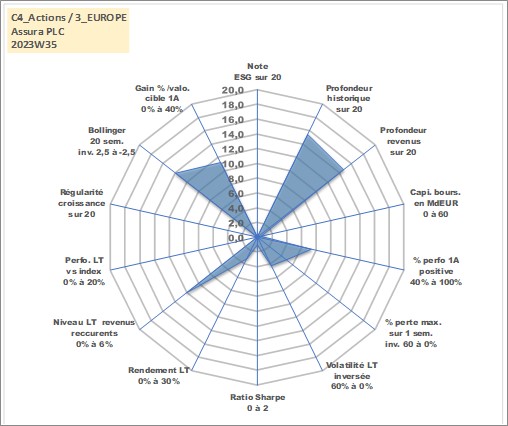 C4_Actions / 3_EUROPE
Assura PLC
2023W35
Note
ESG sur 20
Profondeur
historique
sur 20
Profondeur
revenus
sur 20
Capi. bours.
en MdEUR
0 à 60
% perfo 1A
positive
40% à 100%
% perte max.
sur 1 sem.
inv. 60 à 0%
Volatilité LT
inversée
60% à 0%
Ratio Sharpe
0 à 2
Rendement LT
0% à 30%
Niveau LT revenus
reccurents
0% à 6%
Perfo. LT
vs index
0% à 20%
Régularité
croissance
sur 20
Bollinger
20 sem.
inv. 2,5 à -2,5
Gain % /valo.
cible 1A
0% à 40%
20,0
18,0
16,0
14,0
12,0
10,0
8,0
6,0
4,0
2,0
0,0